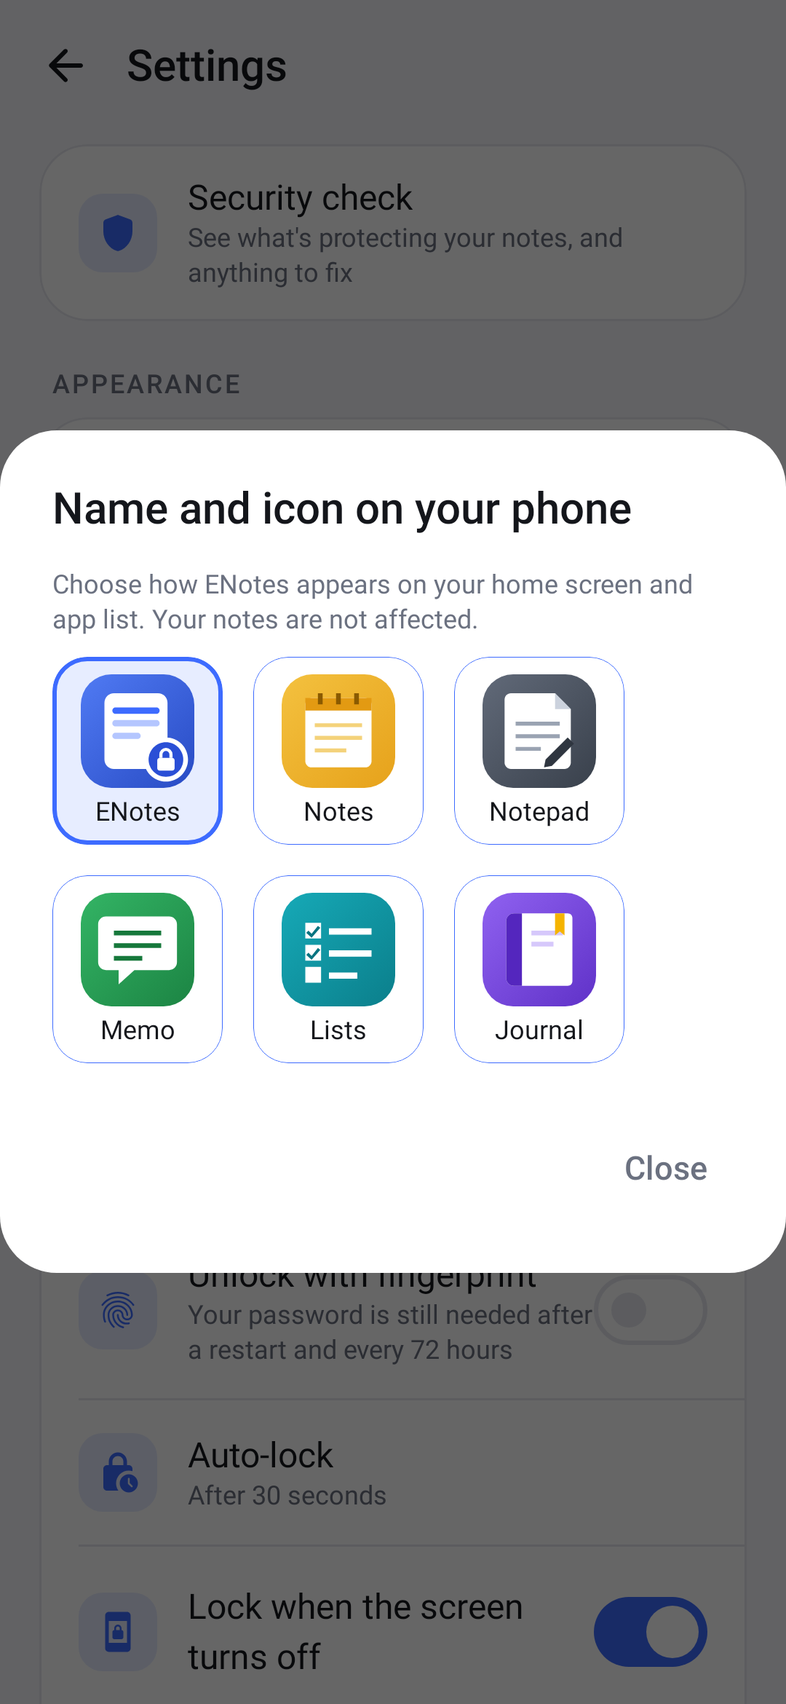 Settings
Security check
See what's protecting your notes, and
anything to fix
APPEARANCE
Name and icon on your phone
Choose how ENotes appears on your home screen and
app list. Your notes are not affected.
ENotes
Notes
Notepad
Memo
Lists
Journal
Close
Unlock with fingerprint
Your password is still needed after
a restart and every 72 hours
Auto-lock
After 30 seconds
Lock when the screen
turns off